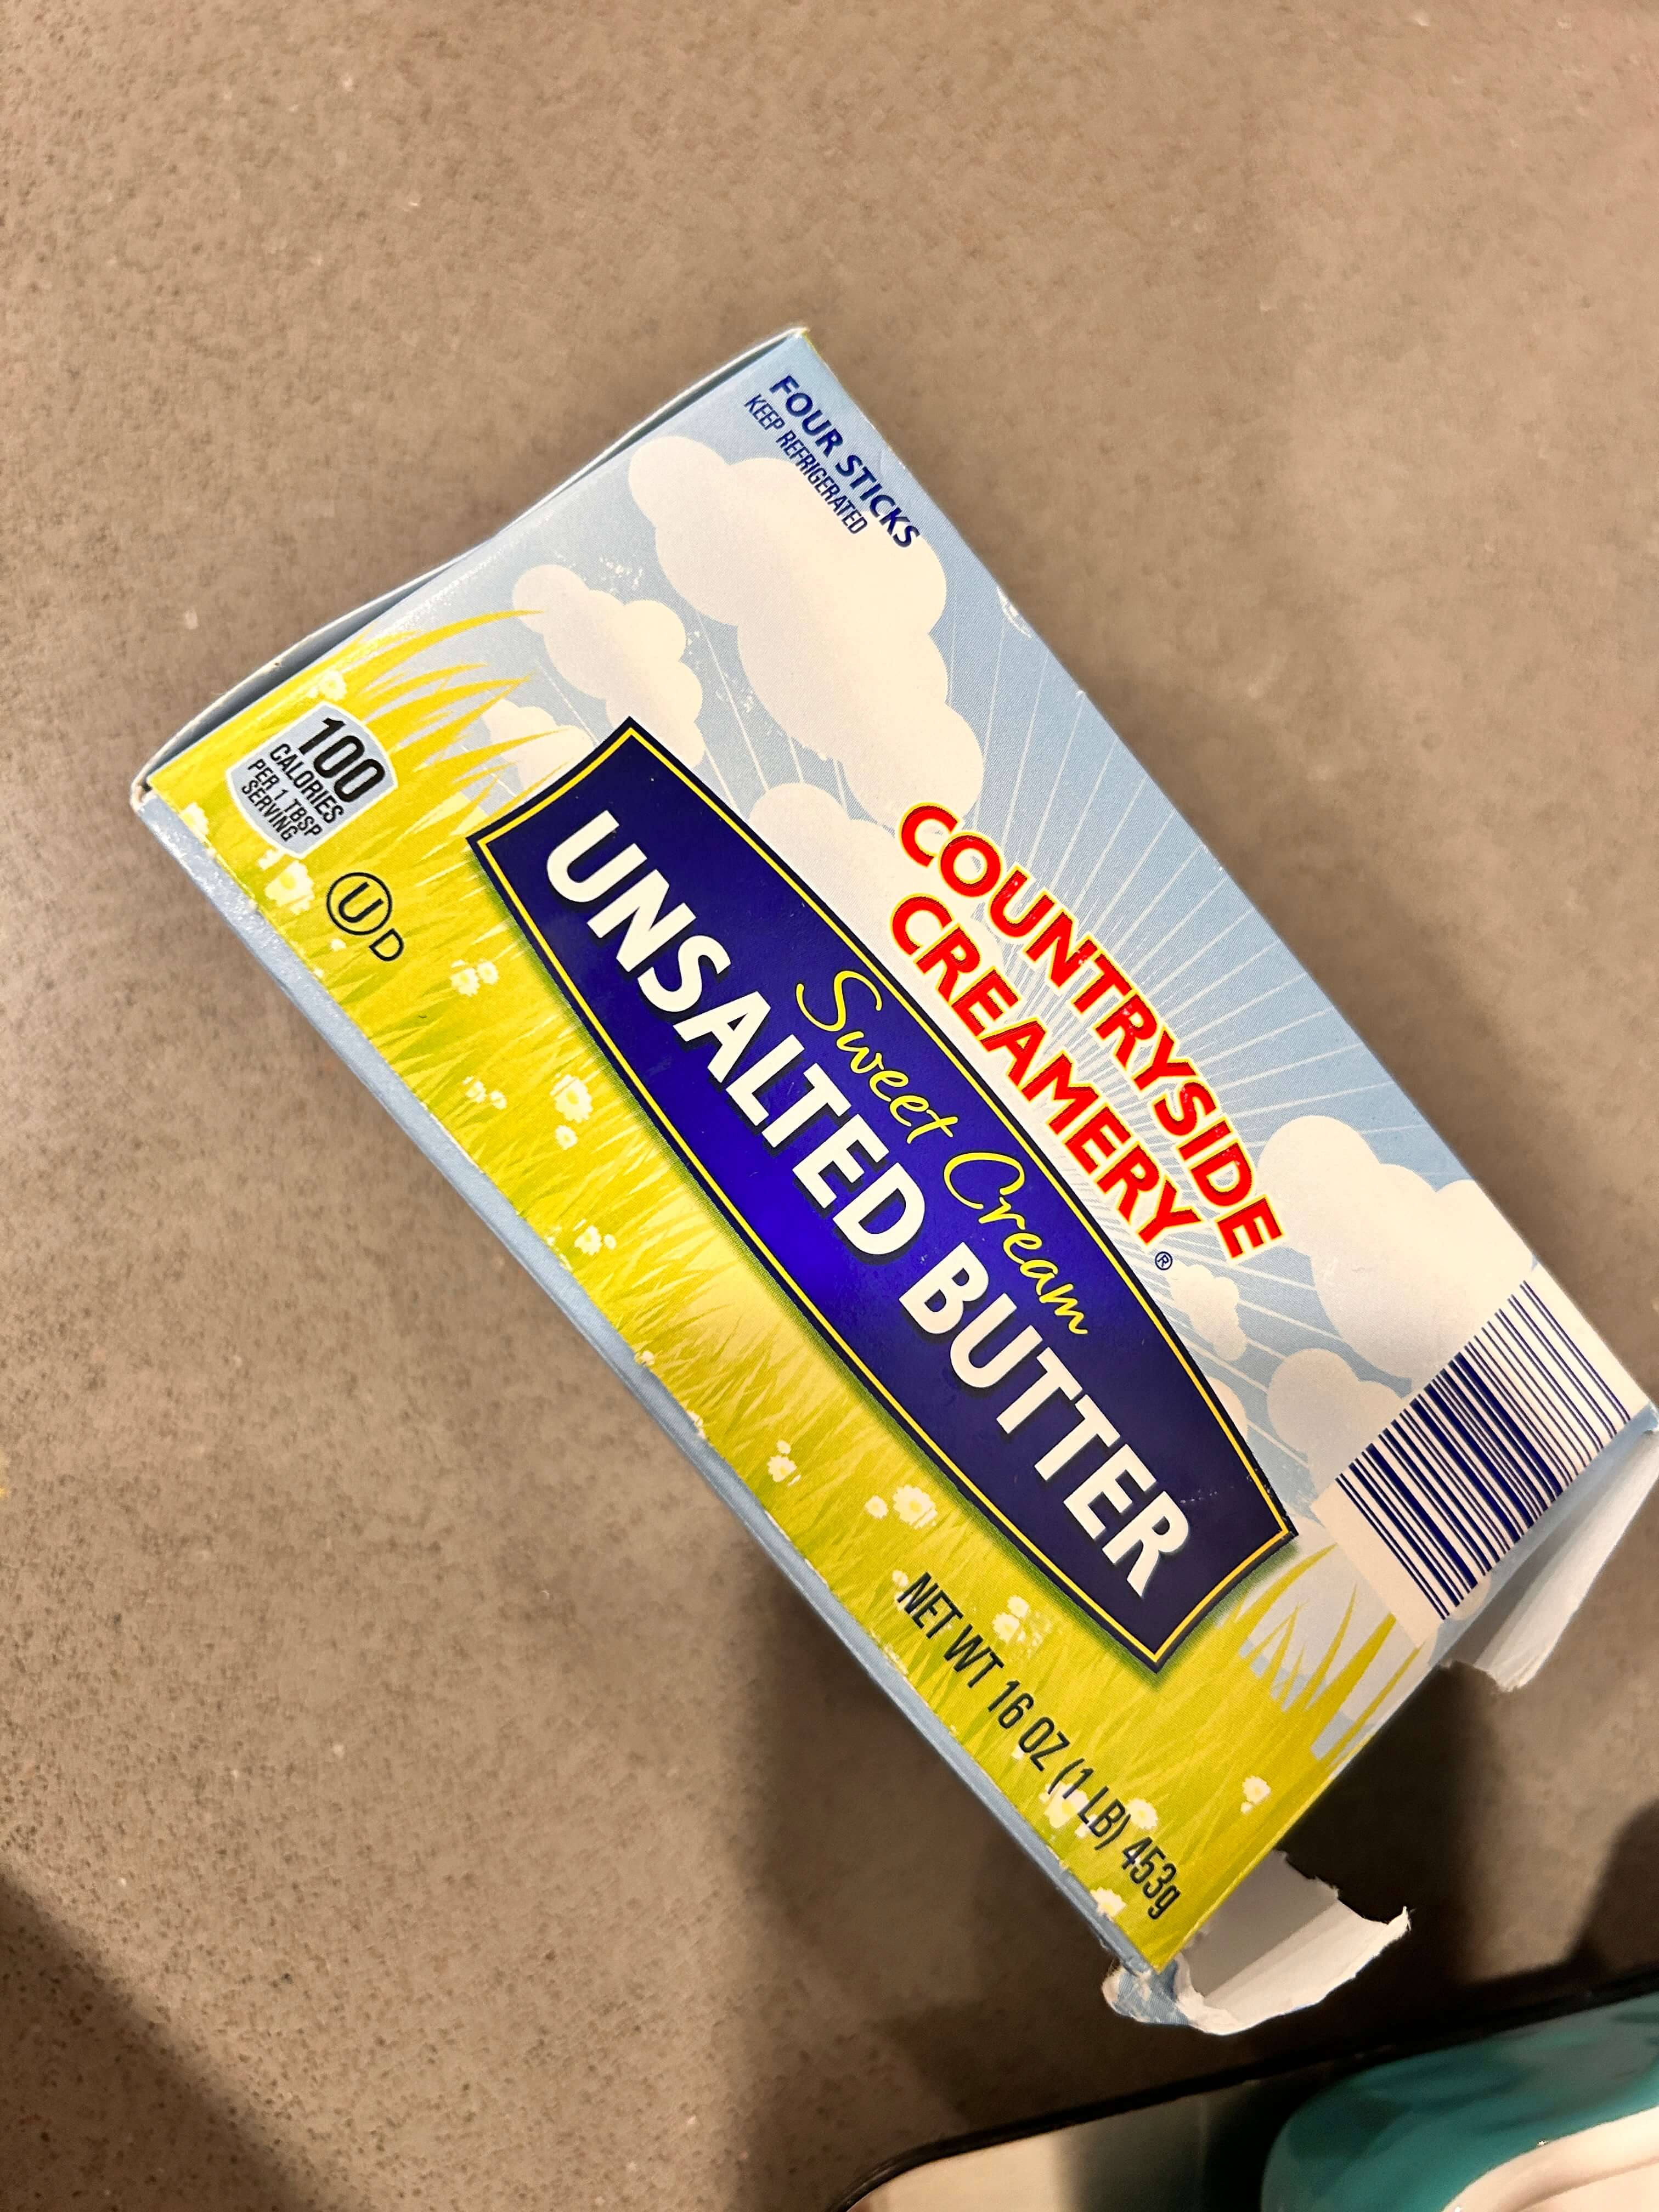 FOUR STICKS
KEEP REFRIGERATED
COUNTRYSIDE
CREAMERY®
Sweet Cream
UNSALTED BUTTER
100
CALORIES
PER 1 TBSP
SERVING
U D
NET WT 16 OZ (1 LB) 453g